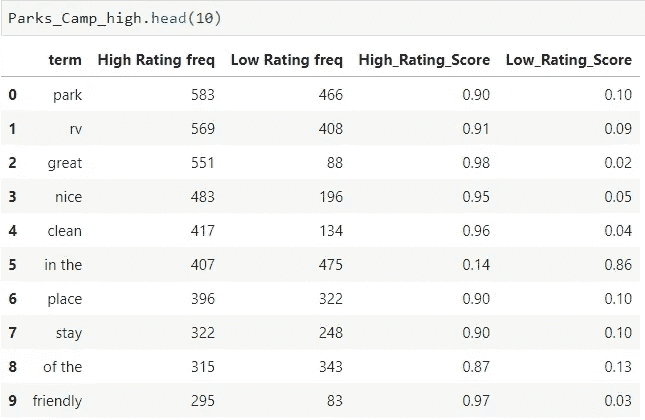 Parks_Camp_high.head(10)
term High Rating freq Low Rating freq High_Rating_Score Low_Rating_Score
0 park 583 466 0.90 0.10
1 rv 569 408 0.91 0.09
2 great 551 88 0.98 0.02
3 nice 483 196 0.95 0.05
4 clean 417 134 0.96 0.04
5 in the 407 475 0.14 0.86
6 place 396 322 0.90 0.10
7 stay 322 248 0.90 0.10
8 of the 315 343 0.87 0.13
9 friendly 295 83 0.97 0.03